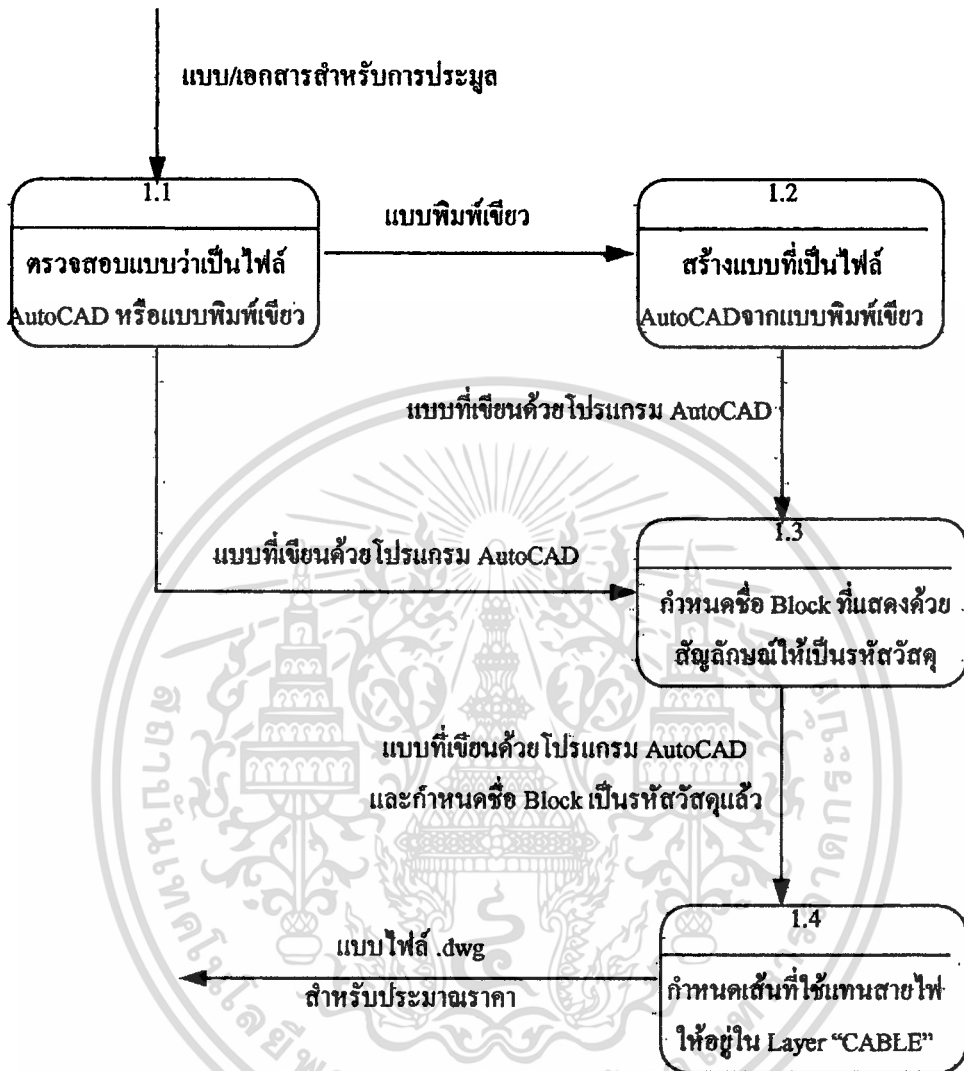 แบบ/เอกสารสำหรับการประมูล
1.1
ตรวจสอบแบบว่าเป็นไฟล์
AutoCAD หรือแบบพิมพ์เขียว
แบบพิมพ์เขียว
1.2
สร้างแบบที่เป็นไฟล์
AutoCADจากแบบพิมพ์เขียว
แบบที่เขียนด้วยโปรแกรม AutoCAD
แบบที่เขียนด้วยโปรแกรม AutoCAD
1.3
กำหนดชื่อ Block ที่แสดงด้วย
สัญลักษณ์ให้เป็นรหัสวัสดุ
แบบที่เขียนด้วยโปรแกรม AutoCAD
และกำหนดชื่อ Block เป็นรหัสวัสดุแล้ว
1.4
กำหนดเส้นที่ใช้แทนสายไฟ
ให้อยู่ใน Layer “CABLE”
แบบไฟล์ .dwg
สำหรับประมาณราคา